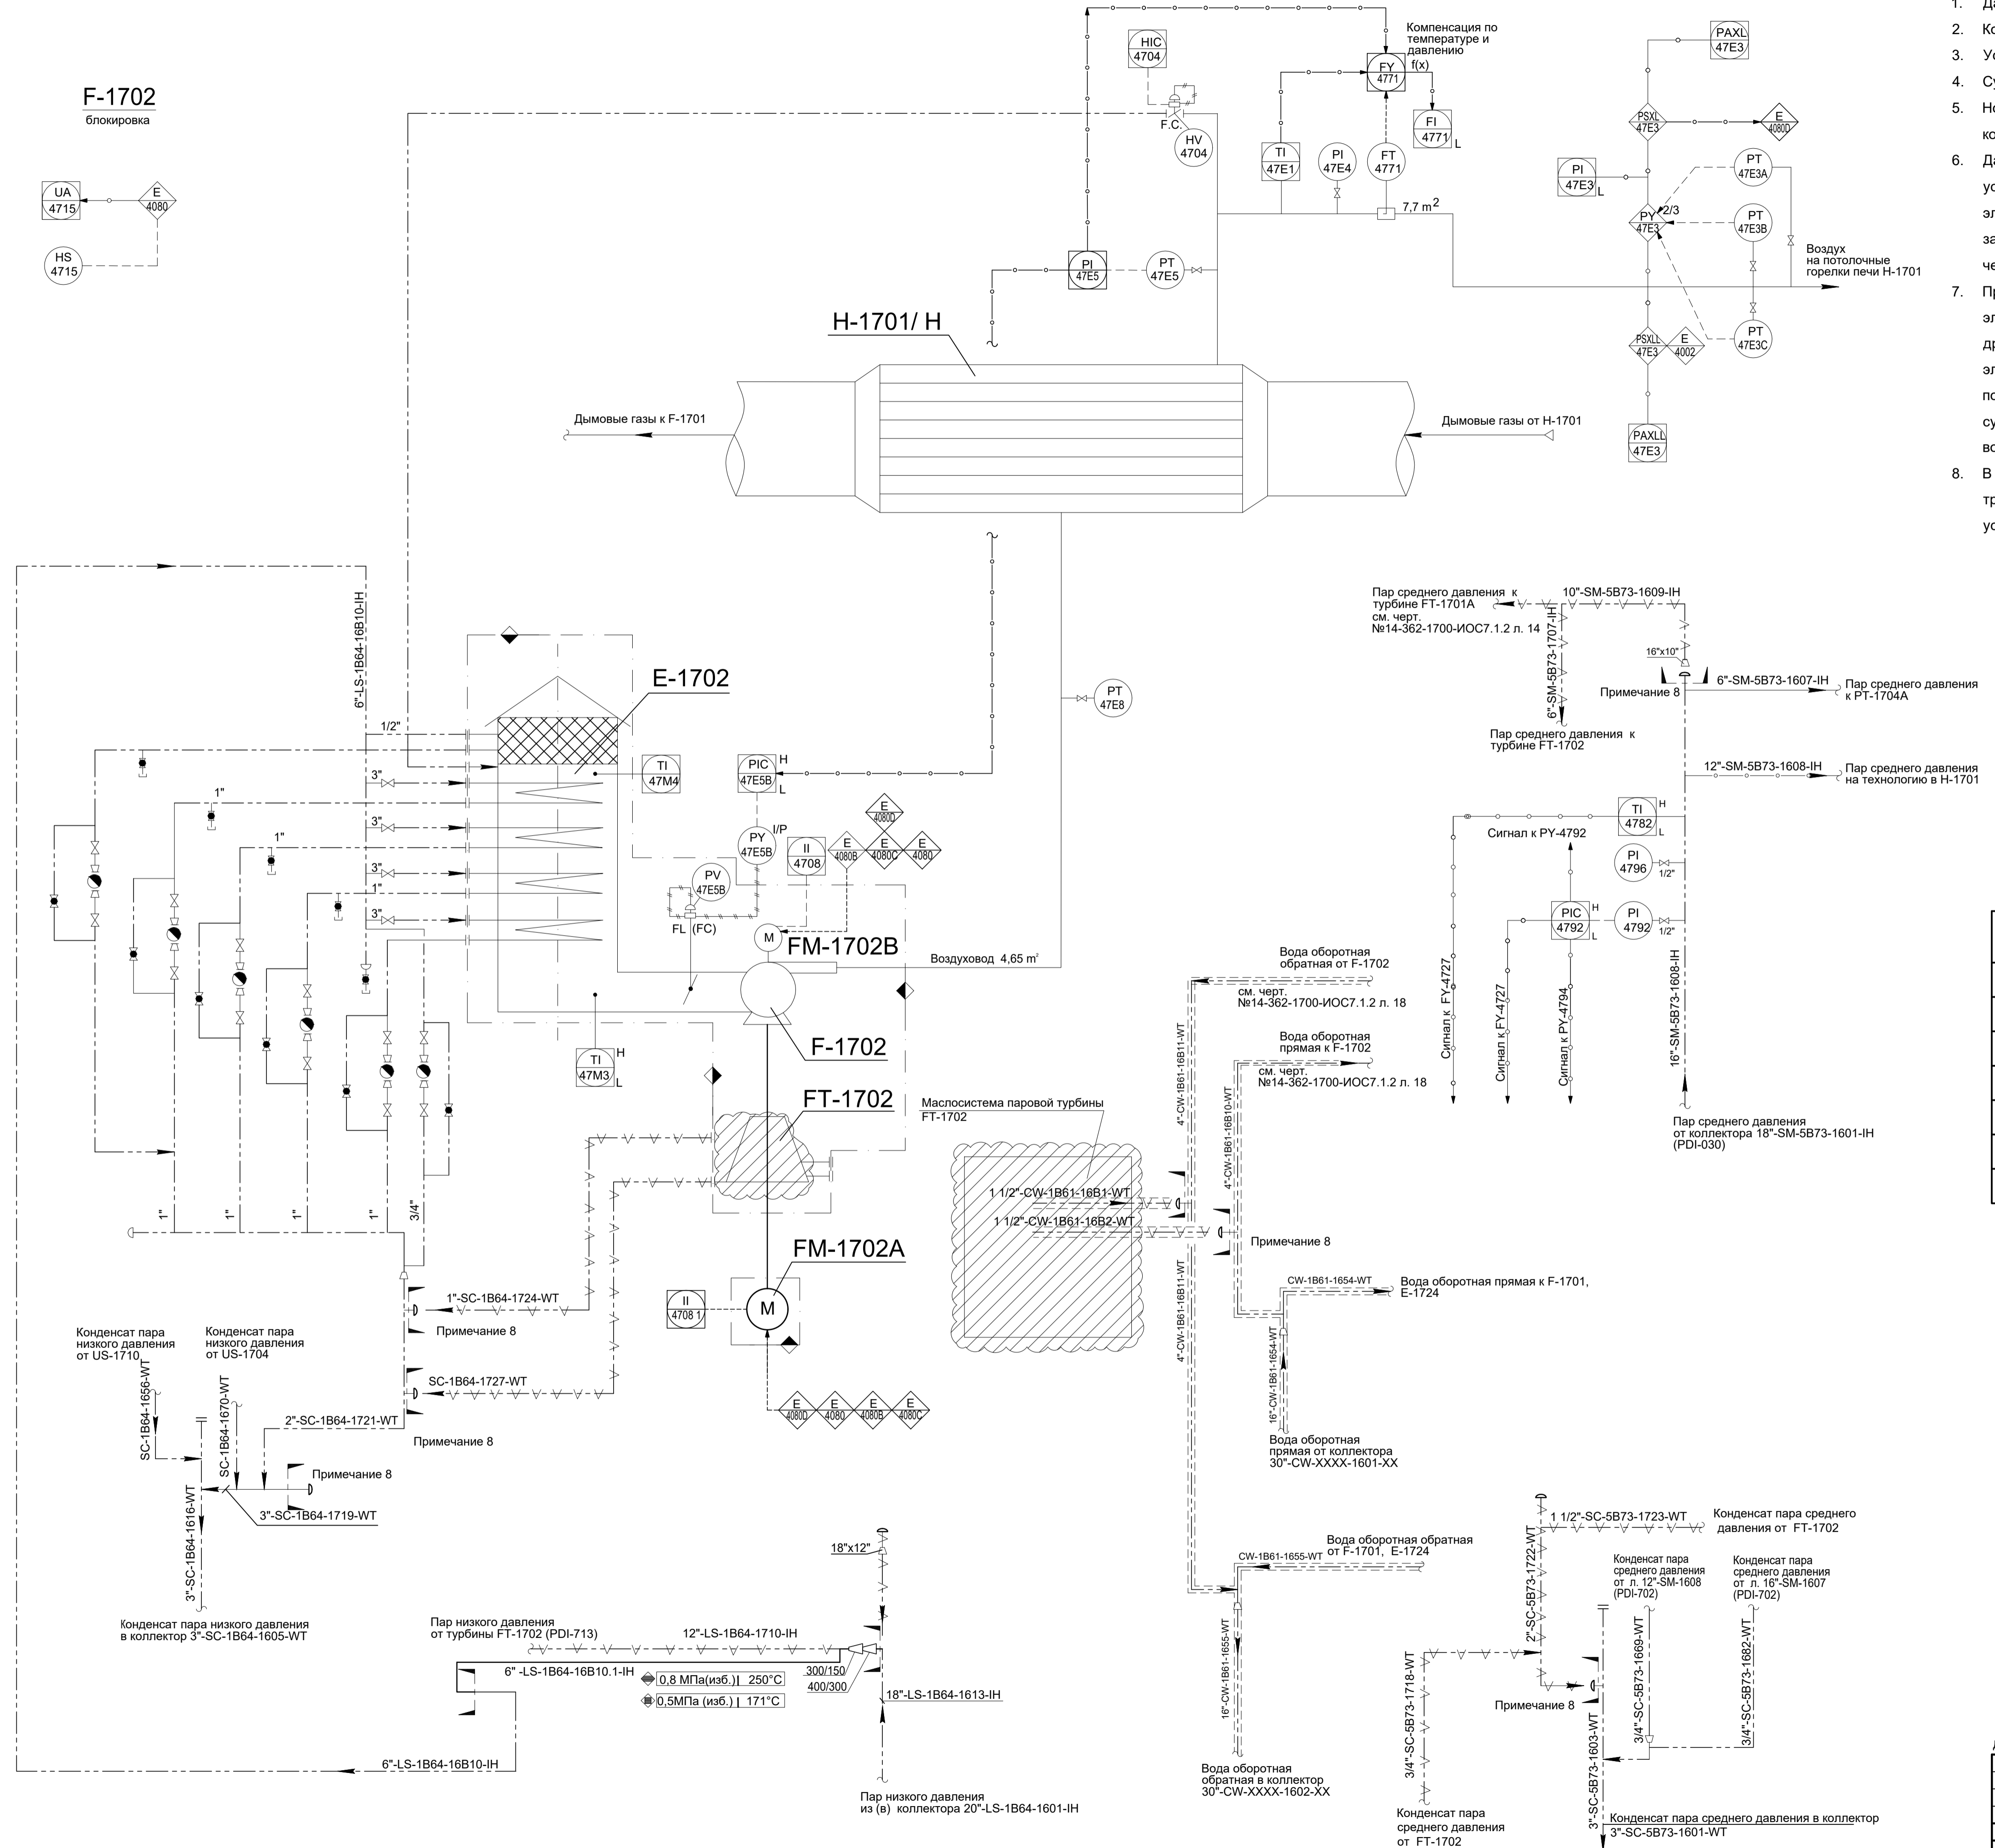 F-1702
блокировка
UA
4715
E
4080
HS
4715
HIC
4704
F.C.
HV
4704
Компенсация по
температуре и
давлению
FY
4771
f(x)
FI
4771
L
TI
47E1
PI
47E4
FT
4771
7,7 m2
PI
47E5
PT
47E5
PAXL
47E3
PSXL
47E3
E
4080D
PI
47E3
L
PT
47E3A
PY
47E3
2/3
PT
47E3B
PSXLL
47E3
E
4002
PT
47E3C
PAXLL
47E3
Воздух
на потолочные
горелки печи H-1701
1.
2.
3.
4.
5.
6.
7.
8.
H-1701/ H
Дымовые газы к F-1701
Дымовые газы от H-1701
6"-LS-1B64-16B10-IH
E-1702
1/2"
3"
1"
3"
1"
3"
1"
3"
TI
47M4
PIC
47E5B
H
L
PY
47E5B
I/P
PV
47E5B
FL (FC)
II
4708
E
4080D
E
4080B
E
4080C
E
4080
PT
47E8
M
FM-1702B
Воздуховод 4,65 m2
F-1702
TI
47M3
H
L
FT-1702
FM-1702A
II
4708 1
M
E
4080D
E
4080
E
4080B
E
4080C
1"
1"
1"
1"
3/4"
1"-SC-1B64-1724-WT
Примечание 8
SC-1B64-1727-WT
Примечание 8
Конденсат пара
низкого давления
от US-1710
Конденсат пара
низкого давления
от US-1704
SC-1B64-1656-WT
SC-1B64-1670-WT
2"-SC-1B64-1721-WT
Примечание 8
3"-SC-1B64-1719-WT
3"-SC-1B64-1616-WT
Конденсат пара низкого давления
в коллектор 3"-SC-1B64-1605-WT
Маслосистема паровой турбины
FT-1702
1 1/2"-CW-1B61-16B1-WT
1 1/2"-CW-1B61-16B2-WT
Вода оборотная
обратная от F-1702
см. черт.
№14-362-1700-ИОС7.1.2 л. 18
Вода оборотная
прямая к F-1702
см. черт.
№14-362-1700-ИОС7.1.2 л. 18
4"-CW-1B61-16B11-WT
4"-CW-1B61-16B10-WT
4"-CW-1B61-16B11-WT
Примечание 8
CW-1B61-1654-WT
Вода оборотная прямая к F-1701,
E-1724
16"-CW-1B61-1654-WT
Вода оборотная
прямая от коллектора
30"-CW-XXXX-1601-XX
CW-1B61-1655-WT
Вода оборотная обратная
от F-1701, E-1724
16"-CW-1B61-1655-WT
Вода оборотная
обратная в коллектор
30"-CW-XXXX-1602-XX
Пар среднего давления к
турбине FT-1701A
см. черт.
№14-362-1700-ИОС7.1.2 л. 14
10"-SM-5B73-1609-IH
6"-SM-5B73-1707-IH
16"x10"
Примечание 8
6"-SM-5B73-1607-IH
Пар среднего давления
к PT-1704A
Пар среднего давления к
турбине FT-1702
12"-SM-5B73-1608-IH
Пар среднего давления
на технологию в H-1701
TI
4782
H
L
Сигнал к PY-4792
PI
4796
1/2"
PIC
4792
H
L
PI
4792
1/2"
Сигнал к FY-4727
Сигнал к FY-4727
Сигнал к PY-4794
16"-SM-5B73-1608-IH
Пар среднего давления
от коллектора 18"-SM-5B73-1601-IH
(PDI-030)
18"x12"
Пар низкого давления
от турбины FT-1702 (PDI-713)
12"-LS-1B64-1710-IH
6" -LS-1B64-16B10.1-IH
0,8 МПа(изб.) 250°C
0,5МПа (изб.) 171°C
300/150
400/300
18"-LS-1B64-1613-IH
6"-LS-1B64-16B10-IH
Пар низкого давления
из (в) коллектора 20"-LS-1B64-1601-IH
1 1/2"-SC-5B73-1723-WT
Конденсат пара среднего
давления от FT-1702
2"-SC-5B73-1722-WT
Конденсат пара
среднего давления
от л. 12"-SM-1608
(PDI-702)
Конденсат пара
среднего давления
от л. 16"-SM-1607
(PDI-702)
3/4"-SC-5B73-1718-WT
Примечание 8
3/4"-SC-5B73-1669-WT
3/4"-SC-5B73-1682-WT
3"-SC-5B73-1603-WT
Конденсат пара
среднего давления
от FT-1702
Конденсат пара среднего давления в коллектор
3"-SC-5B73-1601-WT